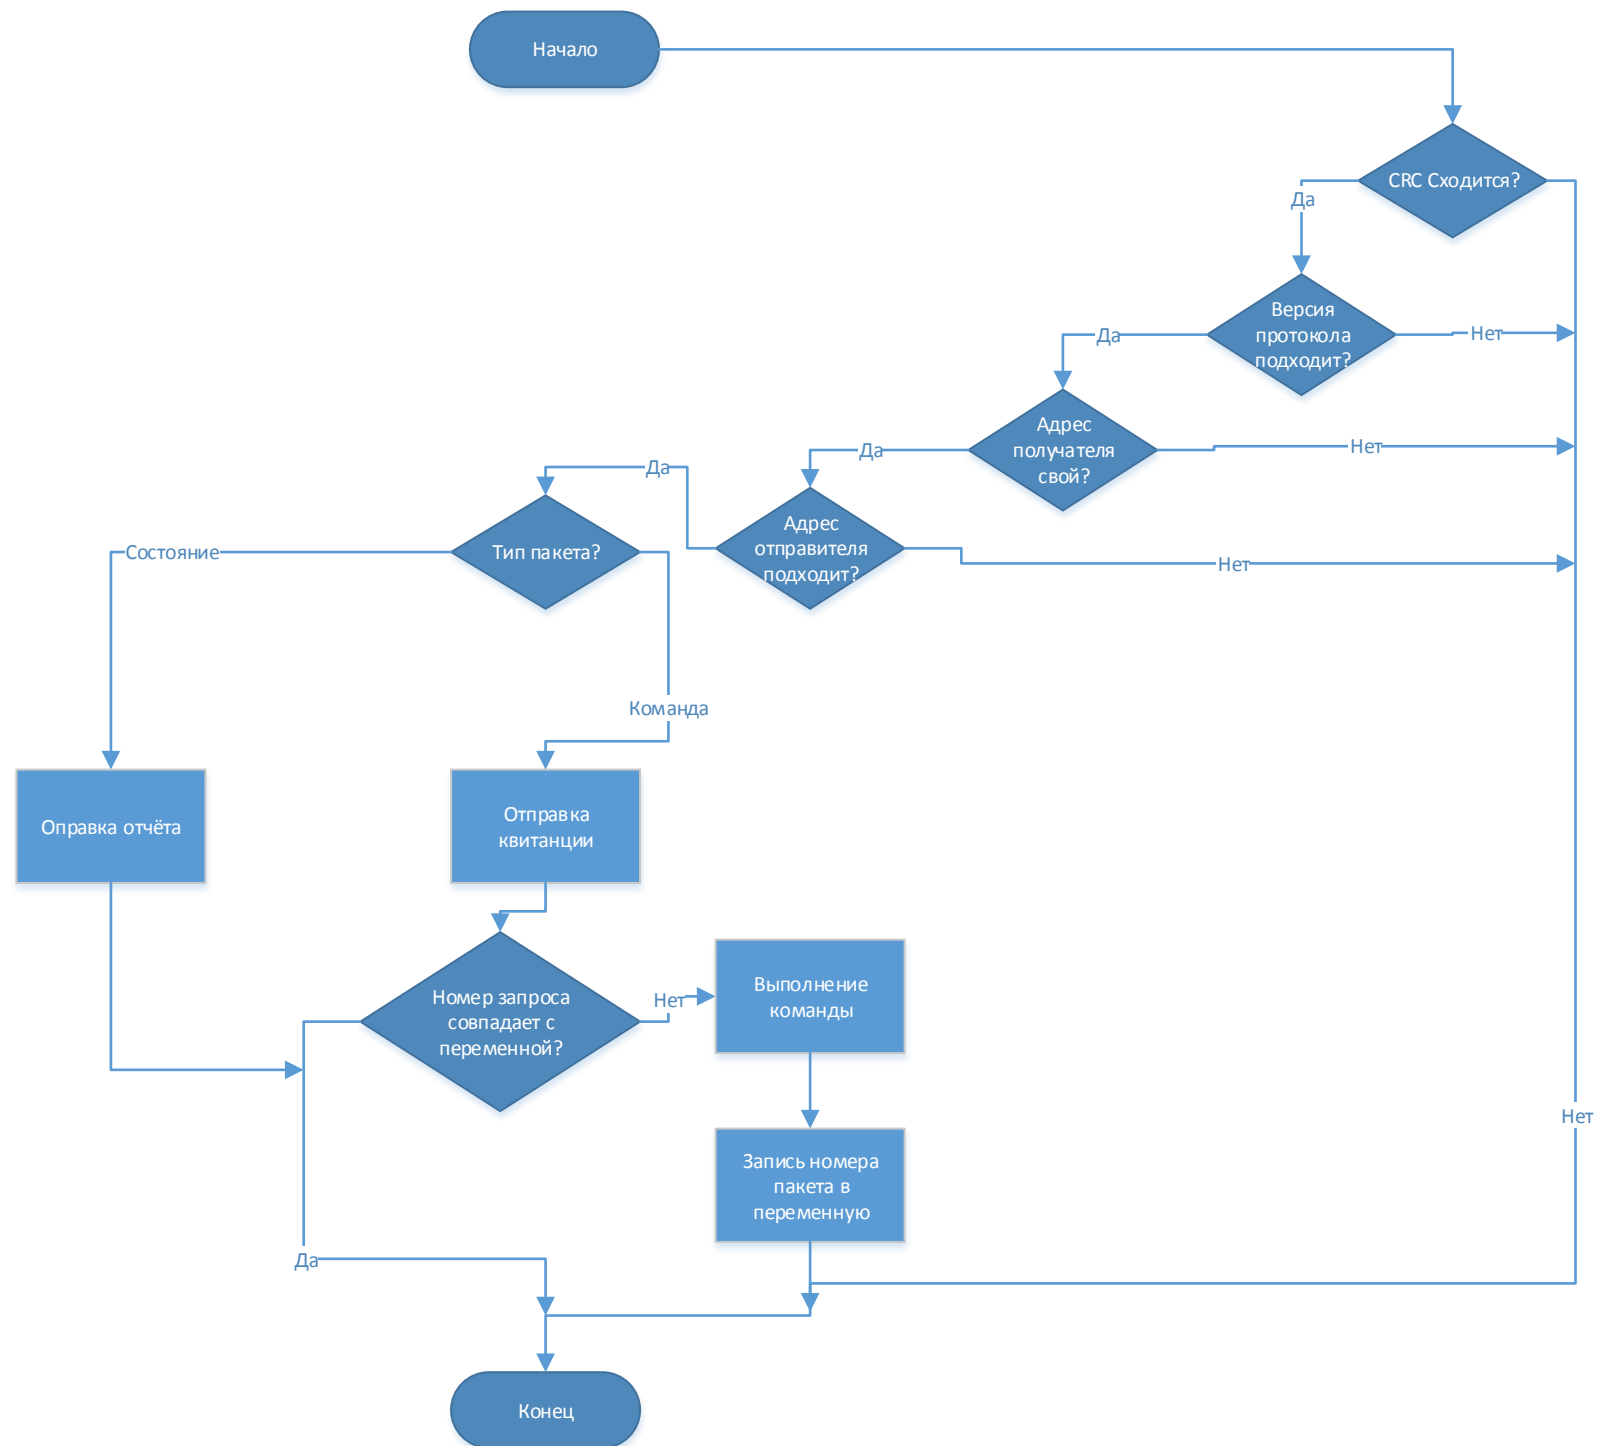 Начало
CRC Сходится?
Да
Версия
протокола
подходит?
Да
Нет
Адрес
получателя
свой?
Да
Нет
Адрес
отправителя
подходит?
Да
Нет
Тип пакета?
Состояние
Команда
Оправка отчёта
Отправка
квитанции
Номер запроса
совпадает с
переменной?
Нет
Выполнение
команды
Запись номера
пакета в
переменную
Нет
Да
Конец